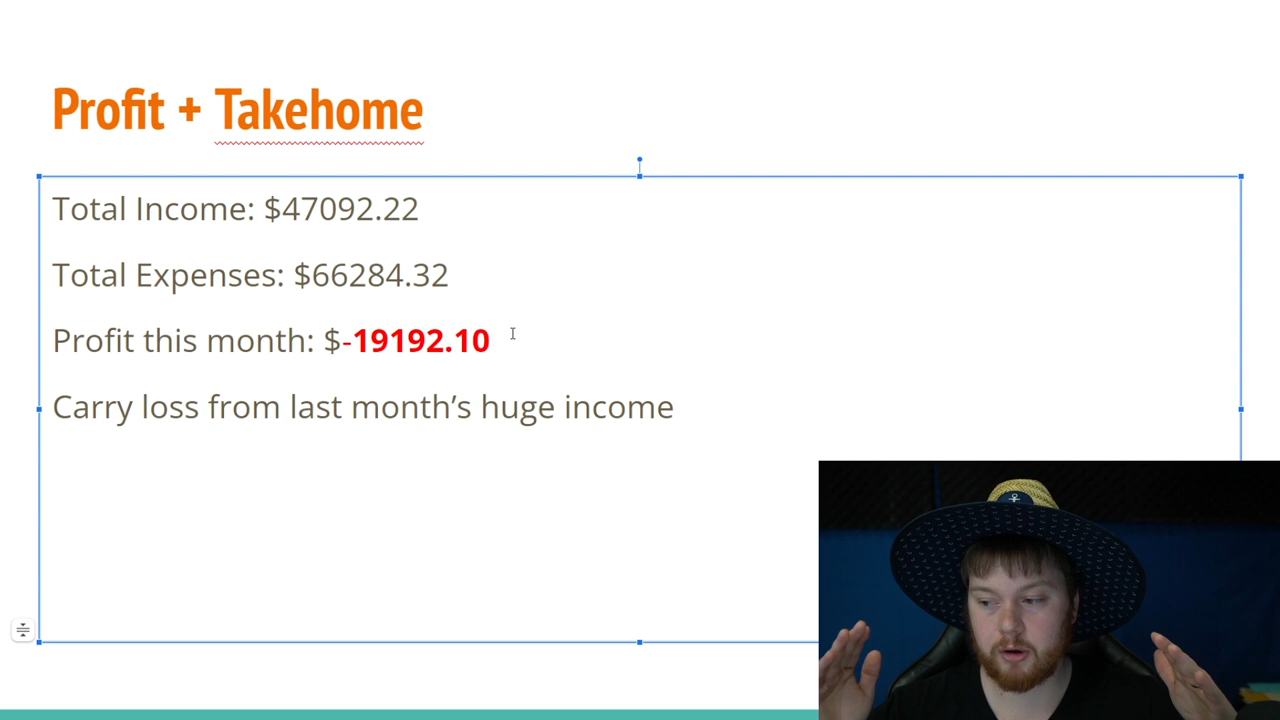 Profit + Takehome
Total Income: $47092.22
Total Expenses: $66284.32
Profit this month: $-19192.10
Carry loss from last month’s huge income